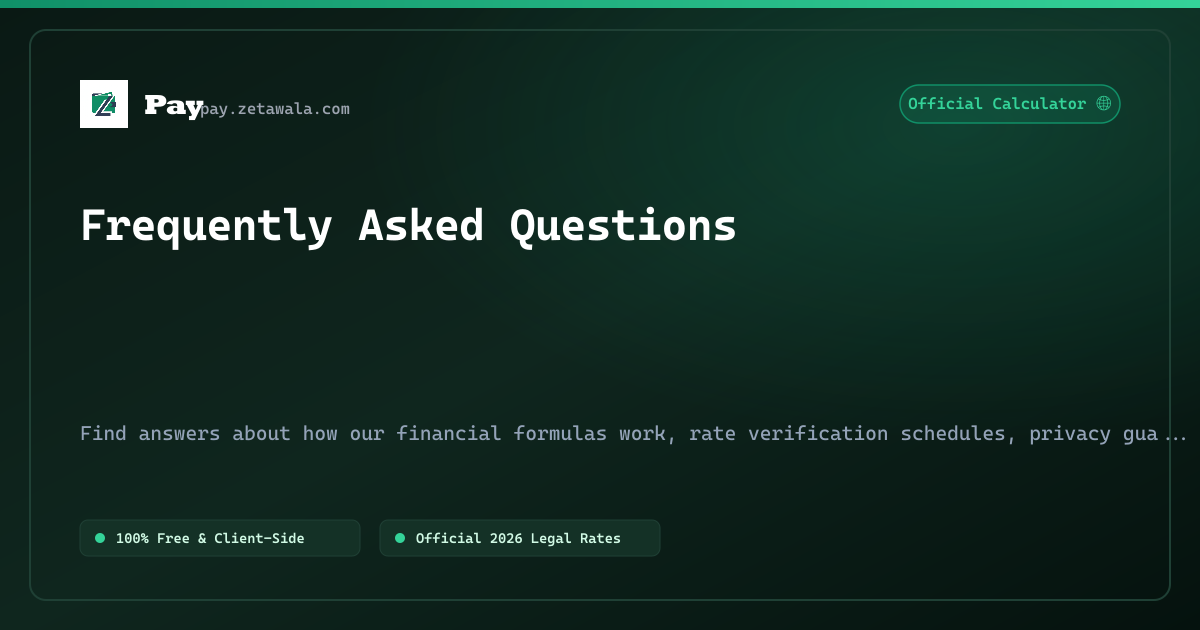 Pay pay.zetawala.com
Official Calculator
Frequently Asked Questions
Find answers about how our financial formulas work, rate verification schedules, privacy gua...
100% Free & Client-Side
Official 2026 Legal Rates